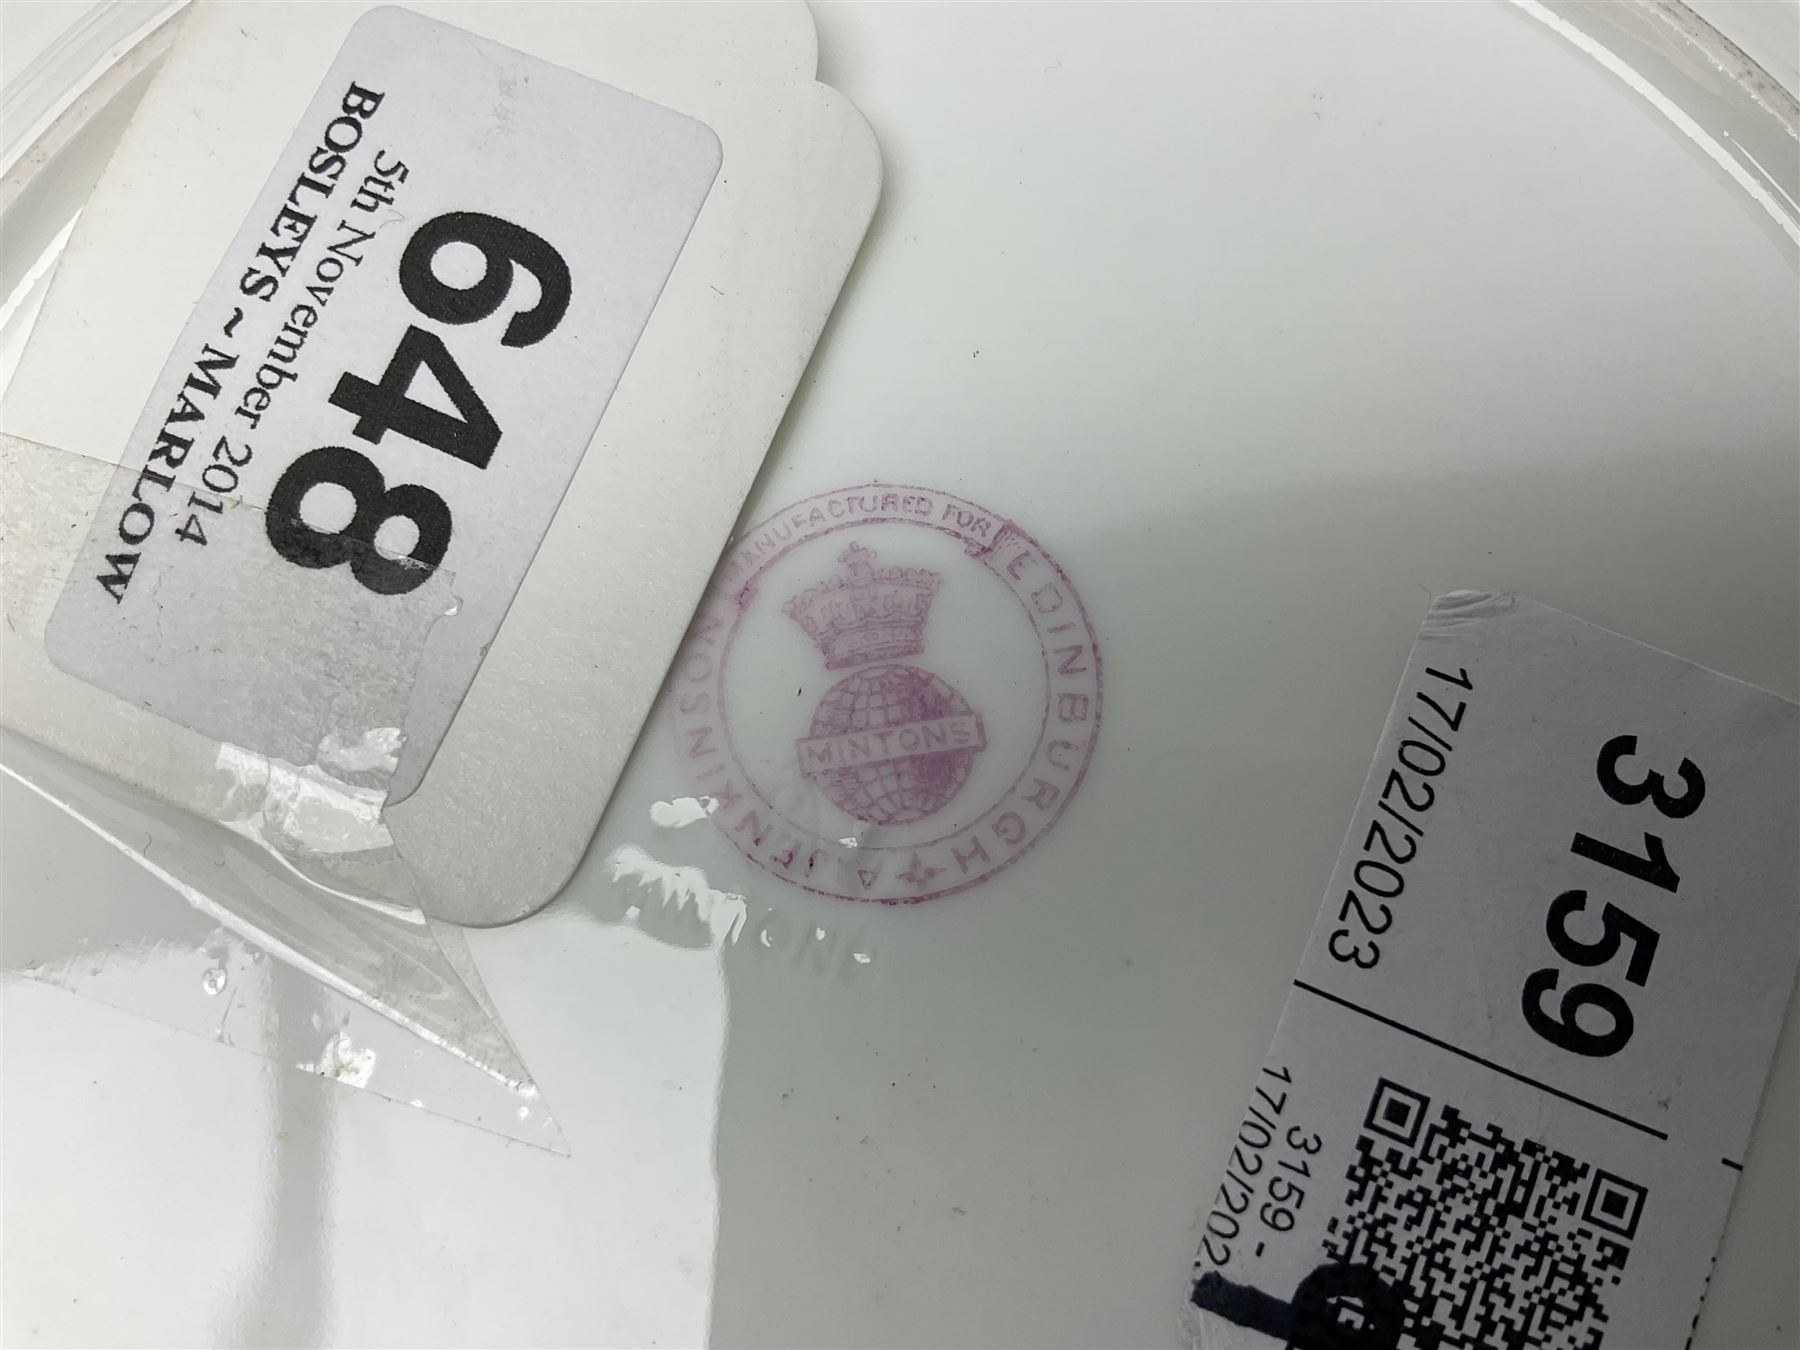 648
5th November 2014
BOSLEYS ~ MARLOW
MANUFACTURED FOR
A. JENKINSON
EDINBURGH
MINTONS
3159
17/02/2023
3159 -
17/02/202